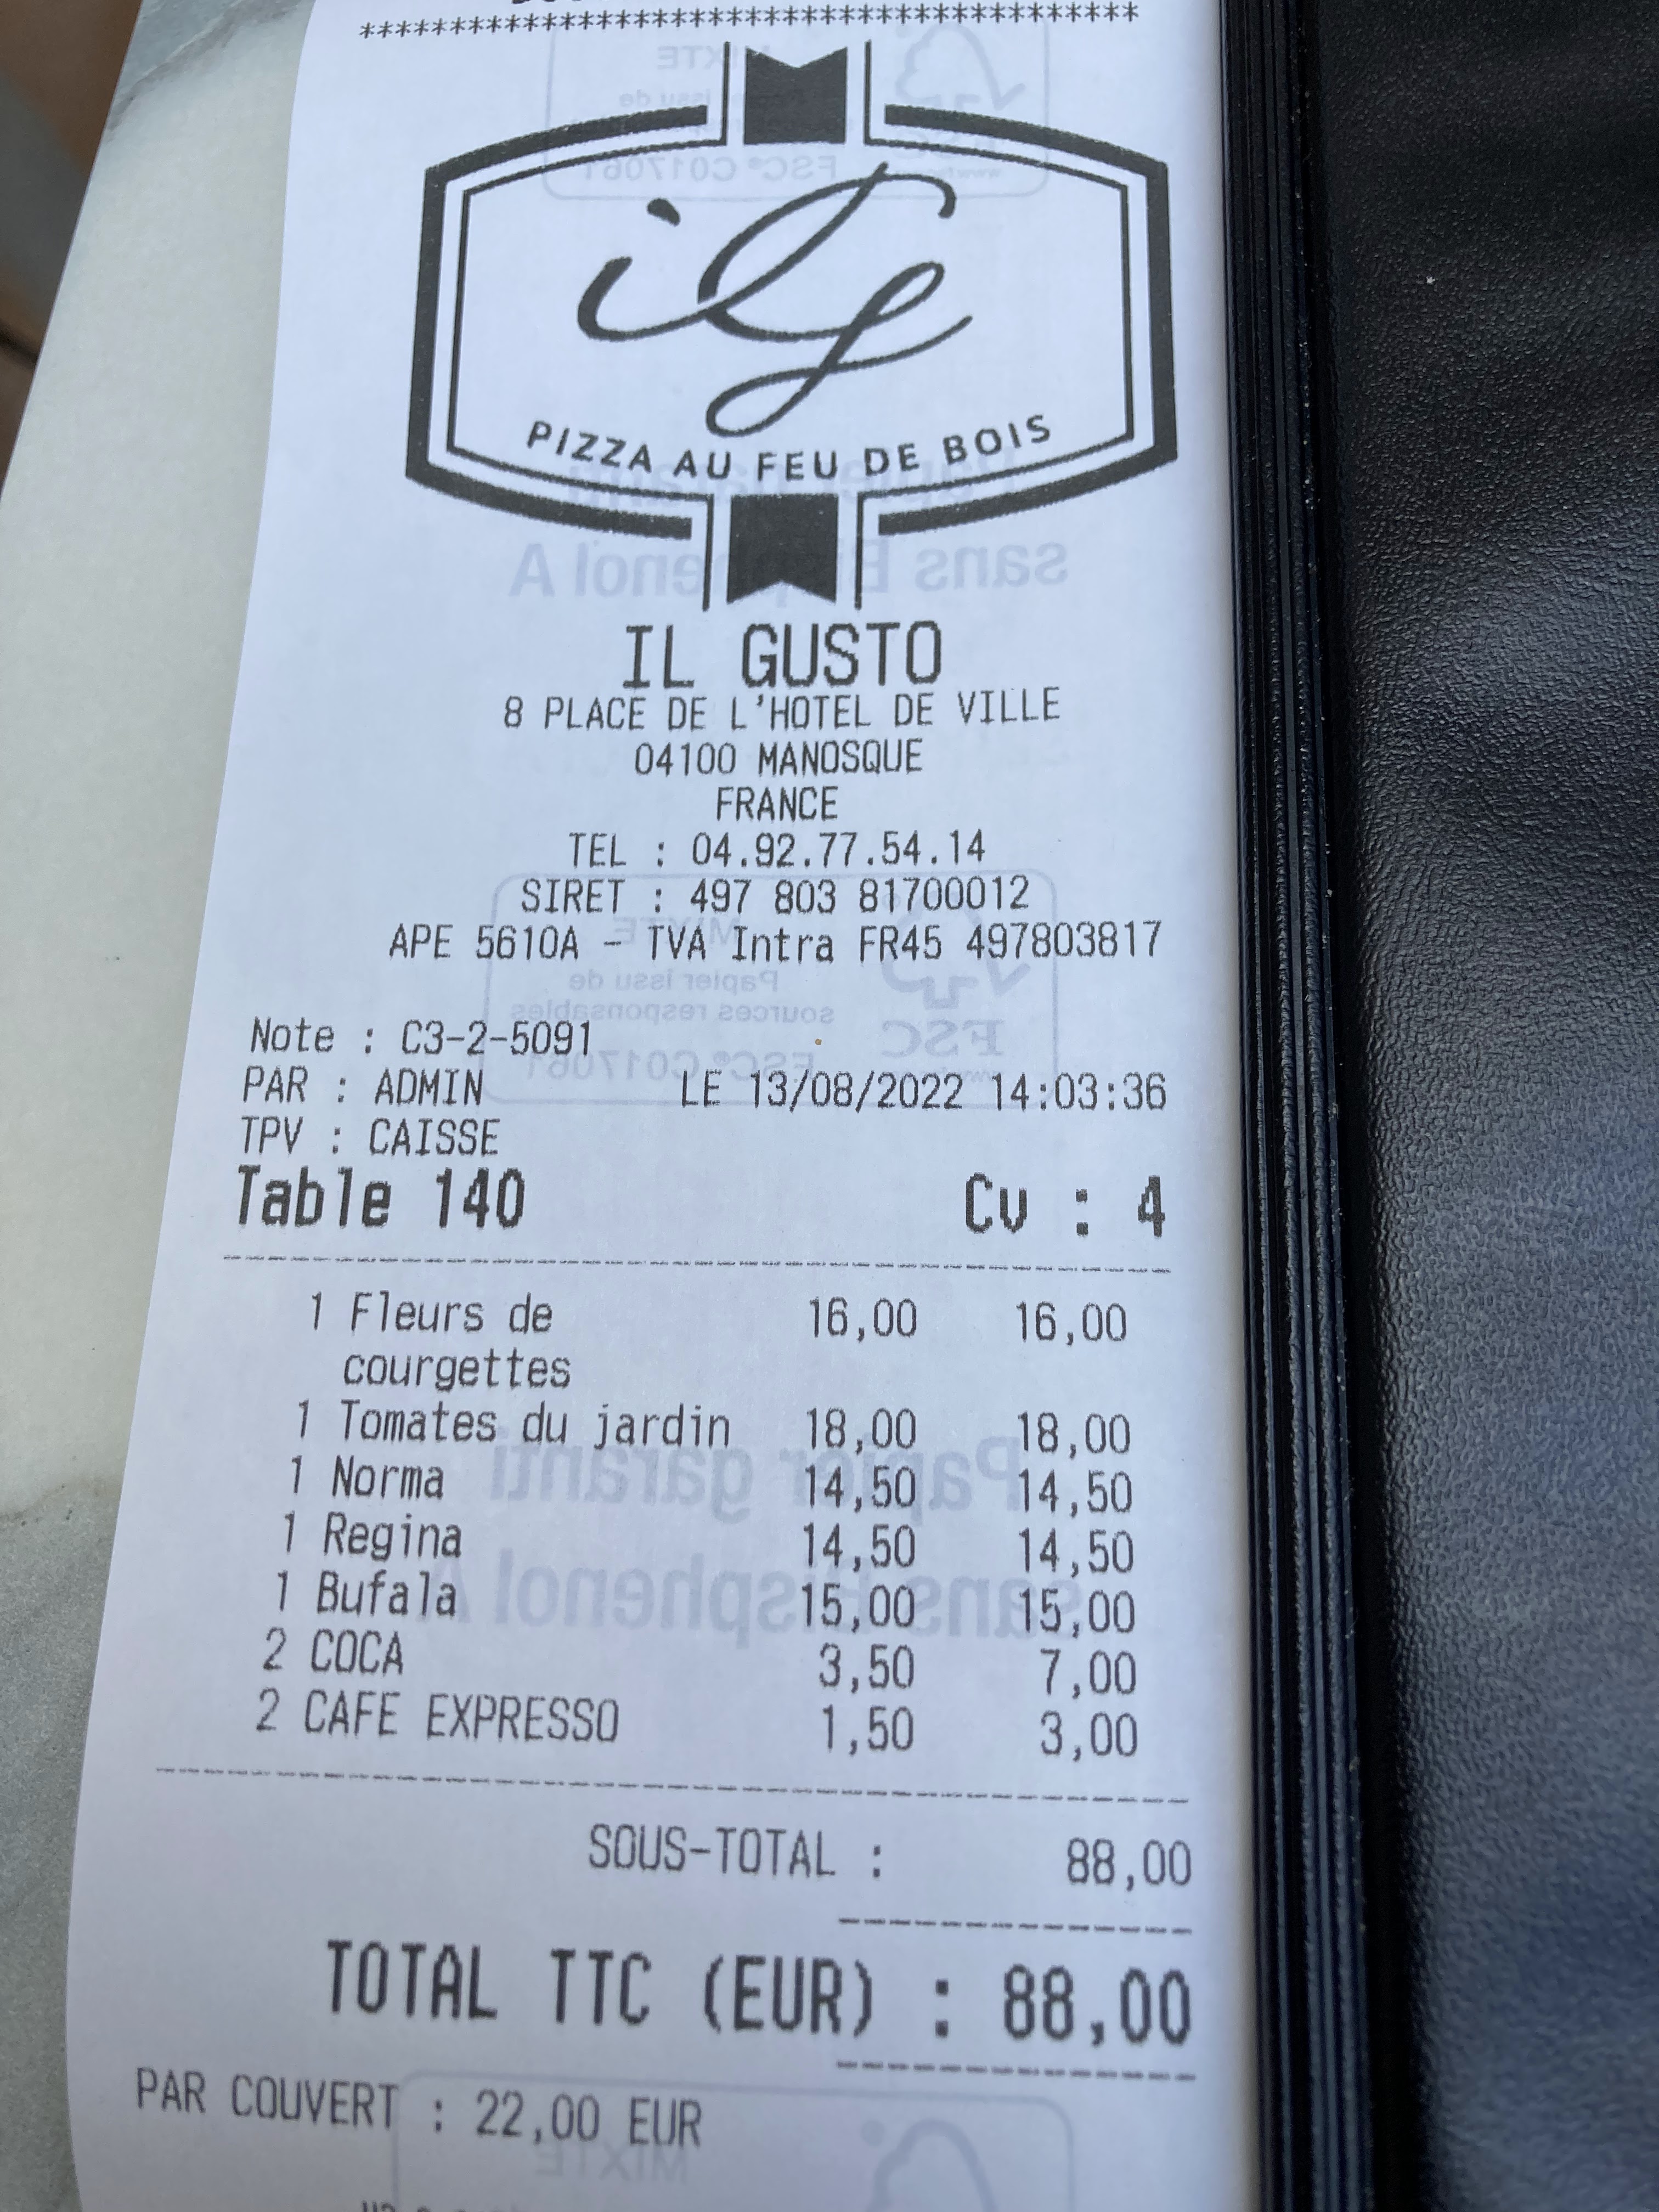 ******************************************
ilg
PIZZA AU FEU DE BOIS
IL GUSTO
8 PLACE DE L'HOTEL DE VILLE
04100 MANOSQUE
FRANCE
TEL : 04.92.77.54.14
SIRET : 497 803 81700012
APE 5610A - TVA Intra FR45 497803817
Note : C3-2-5091
PAR : ADMIN LE 13/08/2022 14:03:36
TPV : CAISSE
Table 140 Cv : 4
1 Fleurs de 16,00 16,00
courgettes
1 Tomates du jardin 18,00 18,00
1 Norma 14,50 14,50
1 Regina 14,50 14,50
1 Bufala 15,00 15,00
2 COCA 3,50 7,00
2 CAFE EXPRESSO 1,50 3,00
SOUS-TOTAL : 88,00
TOTAL TTC (EUR) : 88,00
PAR COUVERT : 22,00 EUR